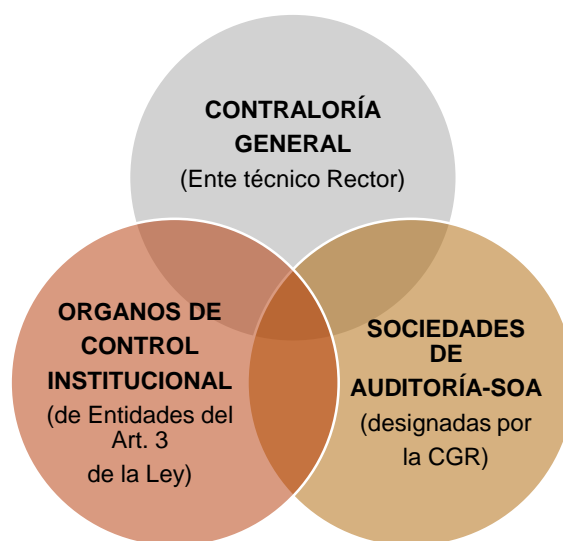 CONTRALORÍA
GENERAL
(Ente técnico Rector)
ORGANOS DE
CONTROL
INSTITUCIONAL
(de Entidades del
Art. 3
de la Ley)
SOCIEDADES
DE
AUDITORÍA-SOA
(designadas por
la CGR)